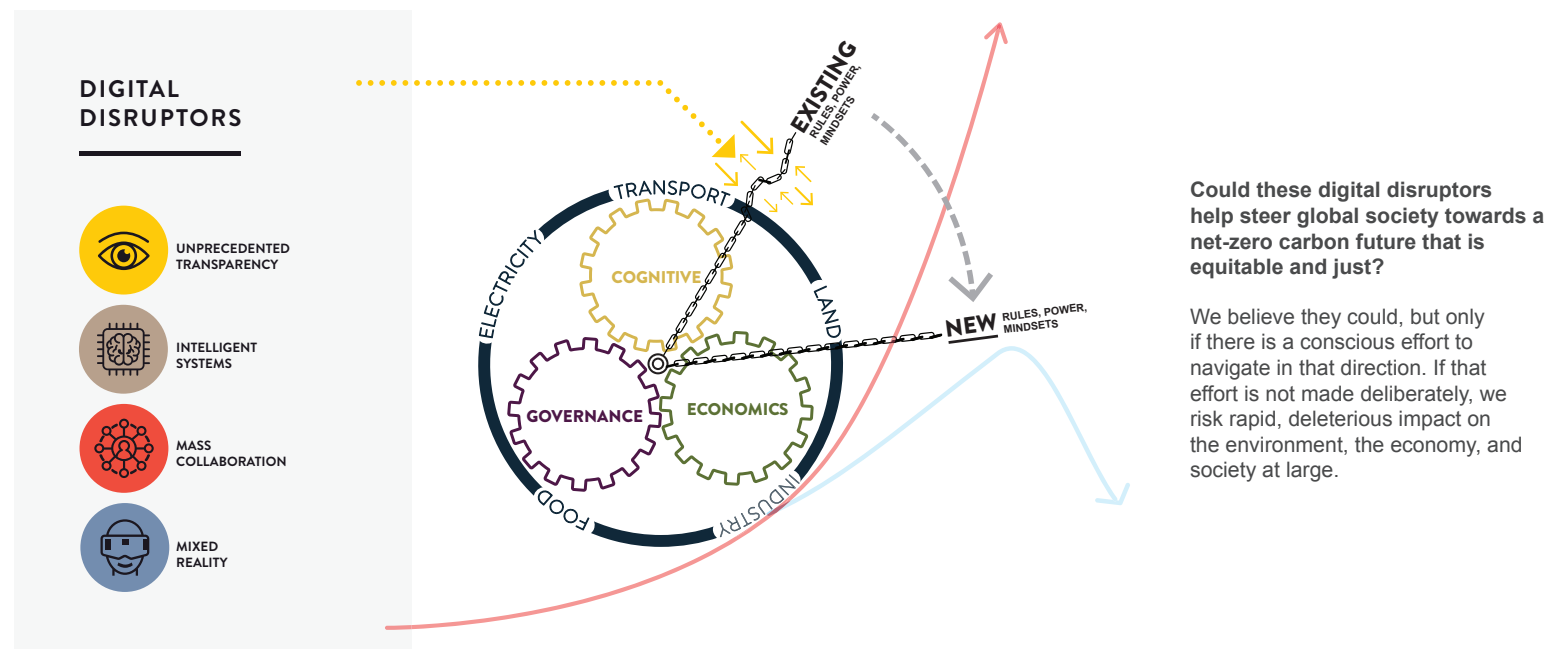 DIGITAL
DISRUPTORS
UNPRECEDENTED
TRANSPARENCY
INTELLIGENT
SYSTEMS
MASS
COLLABORATION
MIXED
REALITY
EXISTING
RULES, POWER,
MINDSETS
TRANSPORT
ELECTRICITY
COGNITIVE
LAND
NEW RULES, POWER,
MINDSETS
GOVERNANCE
ECONOMICS
FOOD
INDUSTRY
Could these digital disruptors
help steer global society towards a
net-zero carbon future that is
equitable and just?
We believe they could, but only
if there is a conscious effort to
navigate in that direction. If that
effort is not made deliberately, we
risk rapid, deleterious impact on
the environment, the economy, and
society at large.